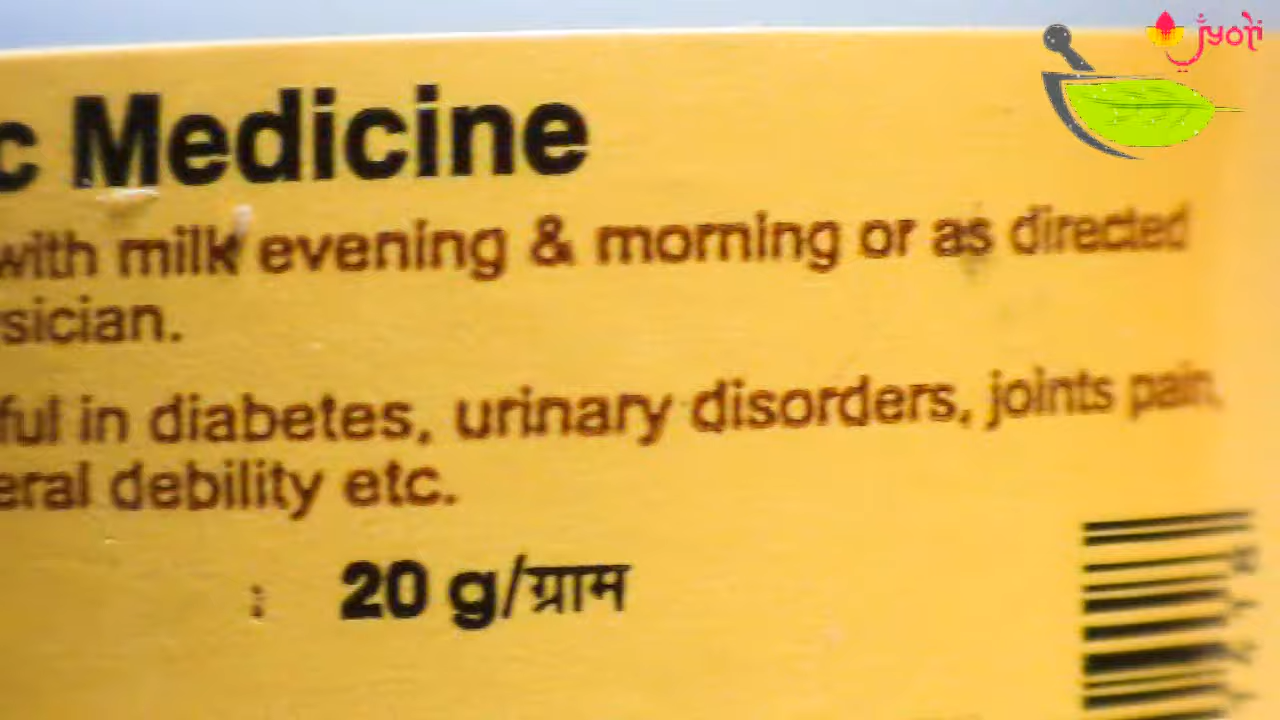 jyoti
c Medicine
with milk evening & morning or as directed
sician.
ful in diabetes, urinary disorders, joints pain,
eral debility etc.
: 20 g/ग्राम